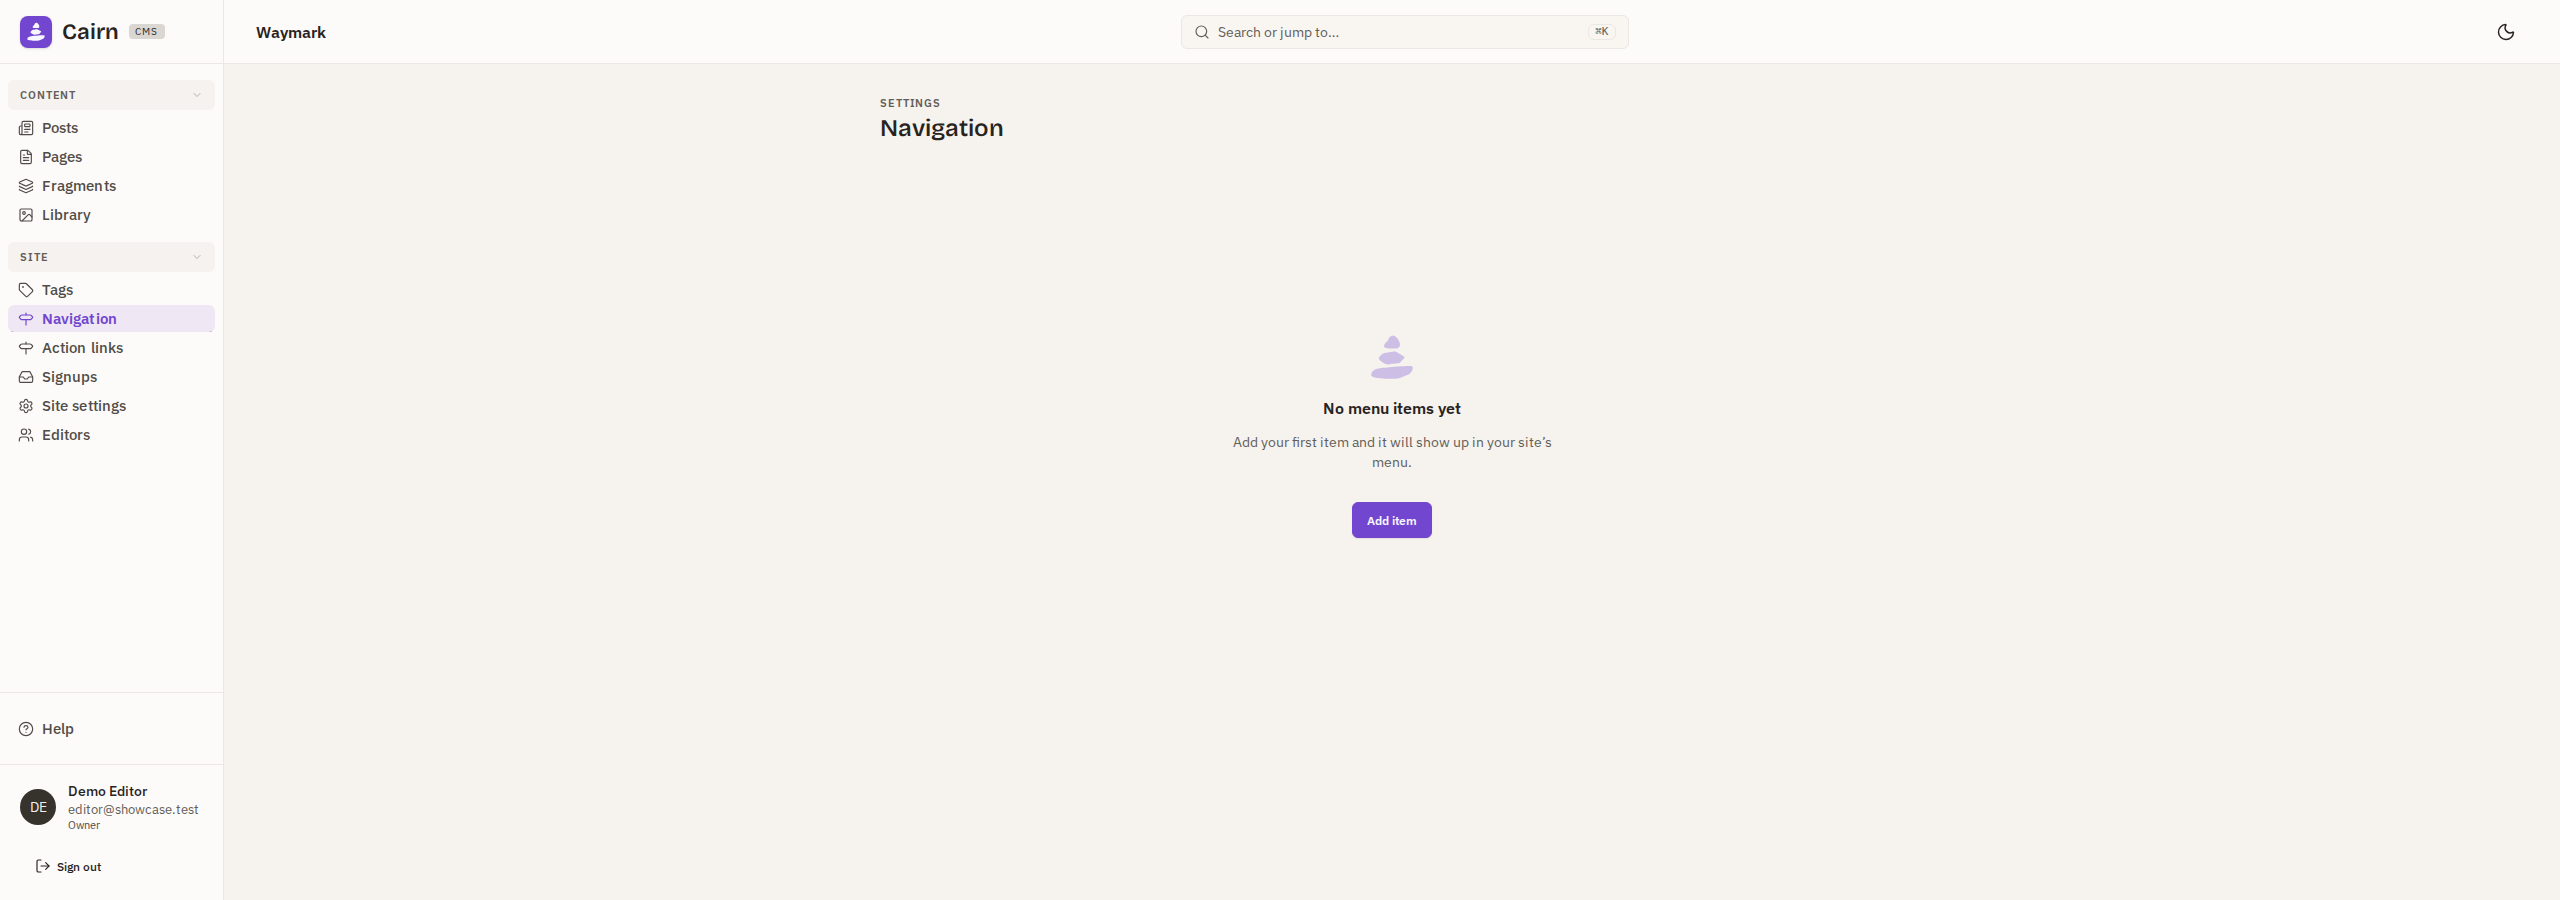 Cairn CMS
Waymark
Search or jump to...
⌘K
CONTENT
Posts
Pages
Fragments
Library
SITE
Tags
Navigation
Action links
Signups
Site settings
Editors
Help
DE
Demo Editor
editor@showcase.test
Owner
Sign out
SETTINGS
Navigation
No menu items yet
Add your first item and it will show up in your site’s
menu.
Add item